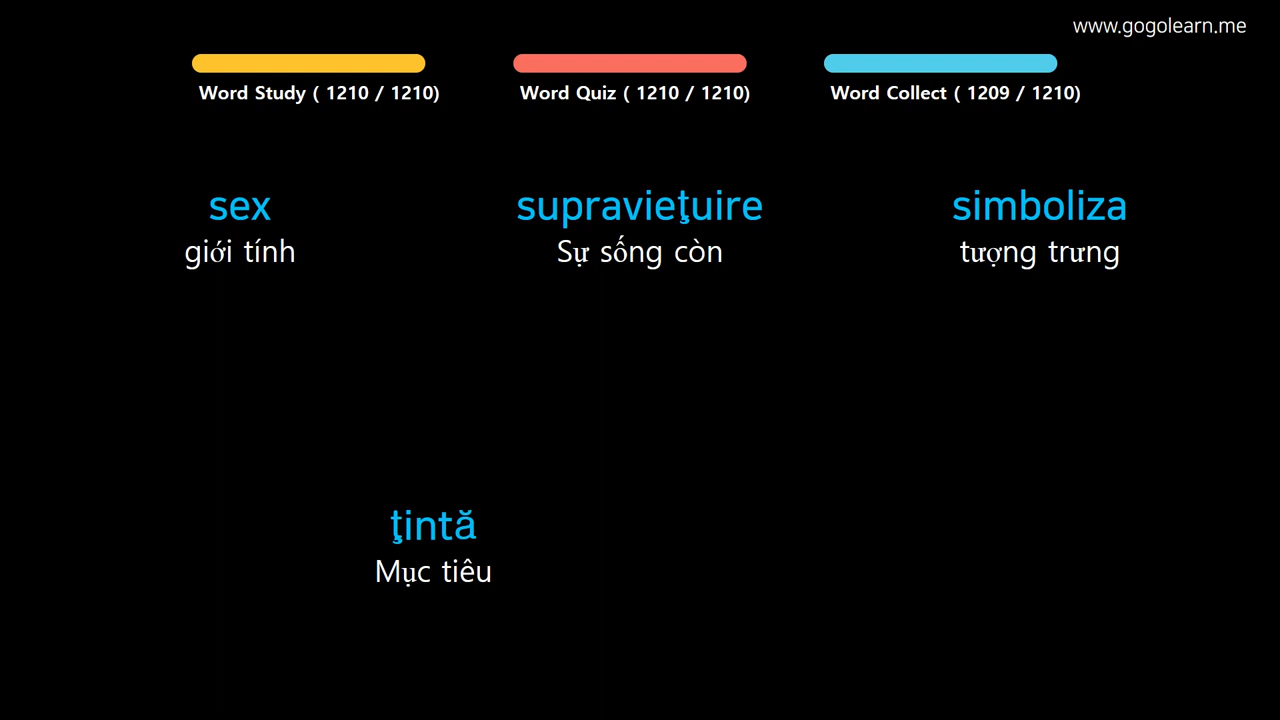 www.gogolearn.me
Word Study ( 1210 / 1210)
Word Quiz ( 1210 / 1210)
Word Collect ( 1209 / 1210)
sex
giới tính
supravieţuire
Sự sống còn
simboliza
tượng trưng
ţintă
Mục tiêu